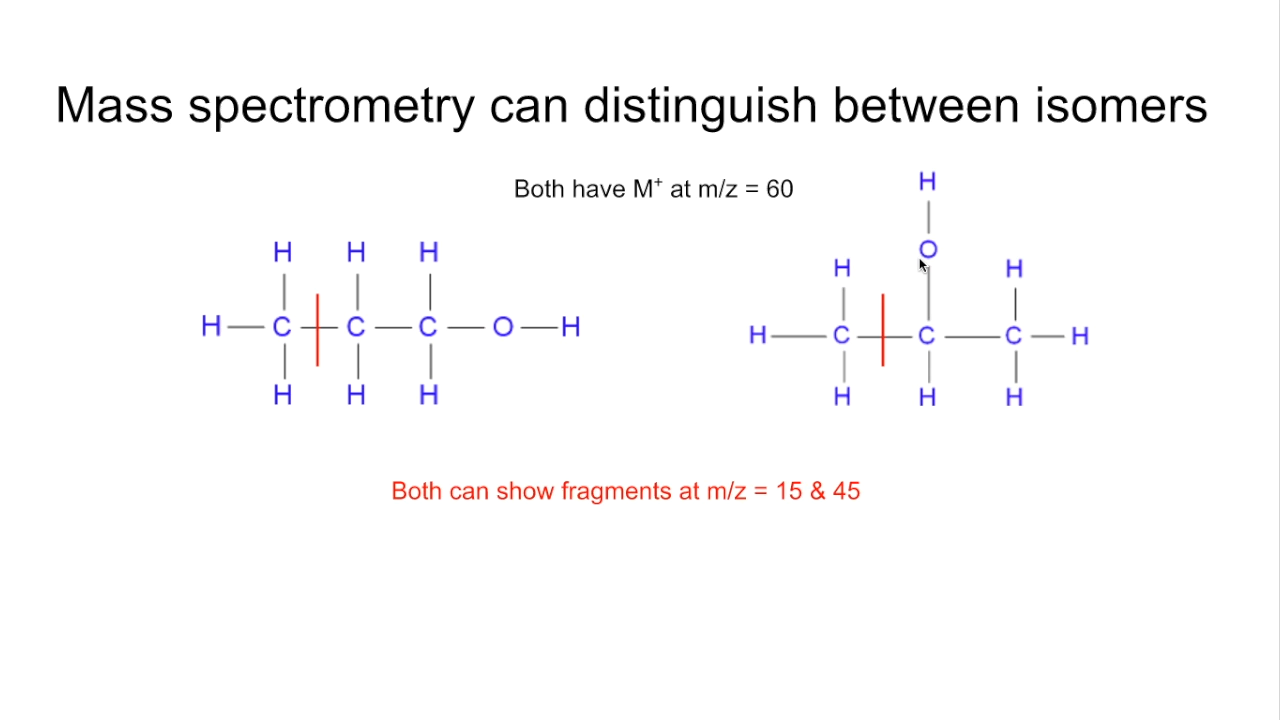 Mass spectrometry can distinguish between isomers
Both have M⁺ at m/z = 60
H H H
H C C C O H
H H H
H
O
H H
H C C C H
H H H
Both can show fragments at m/z = 15 & 45